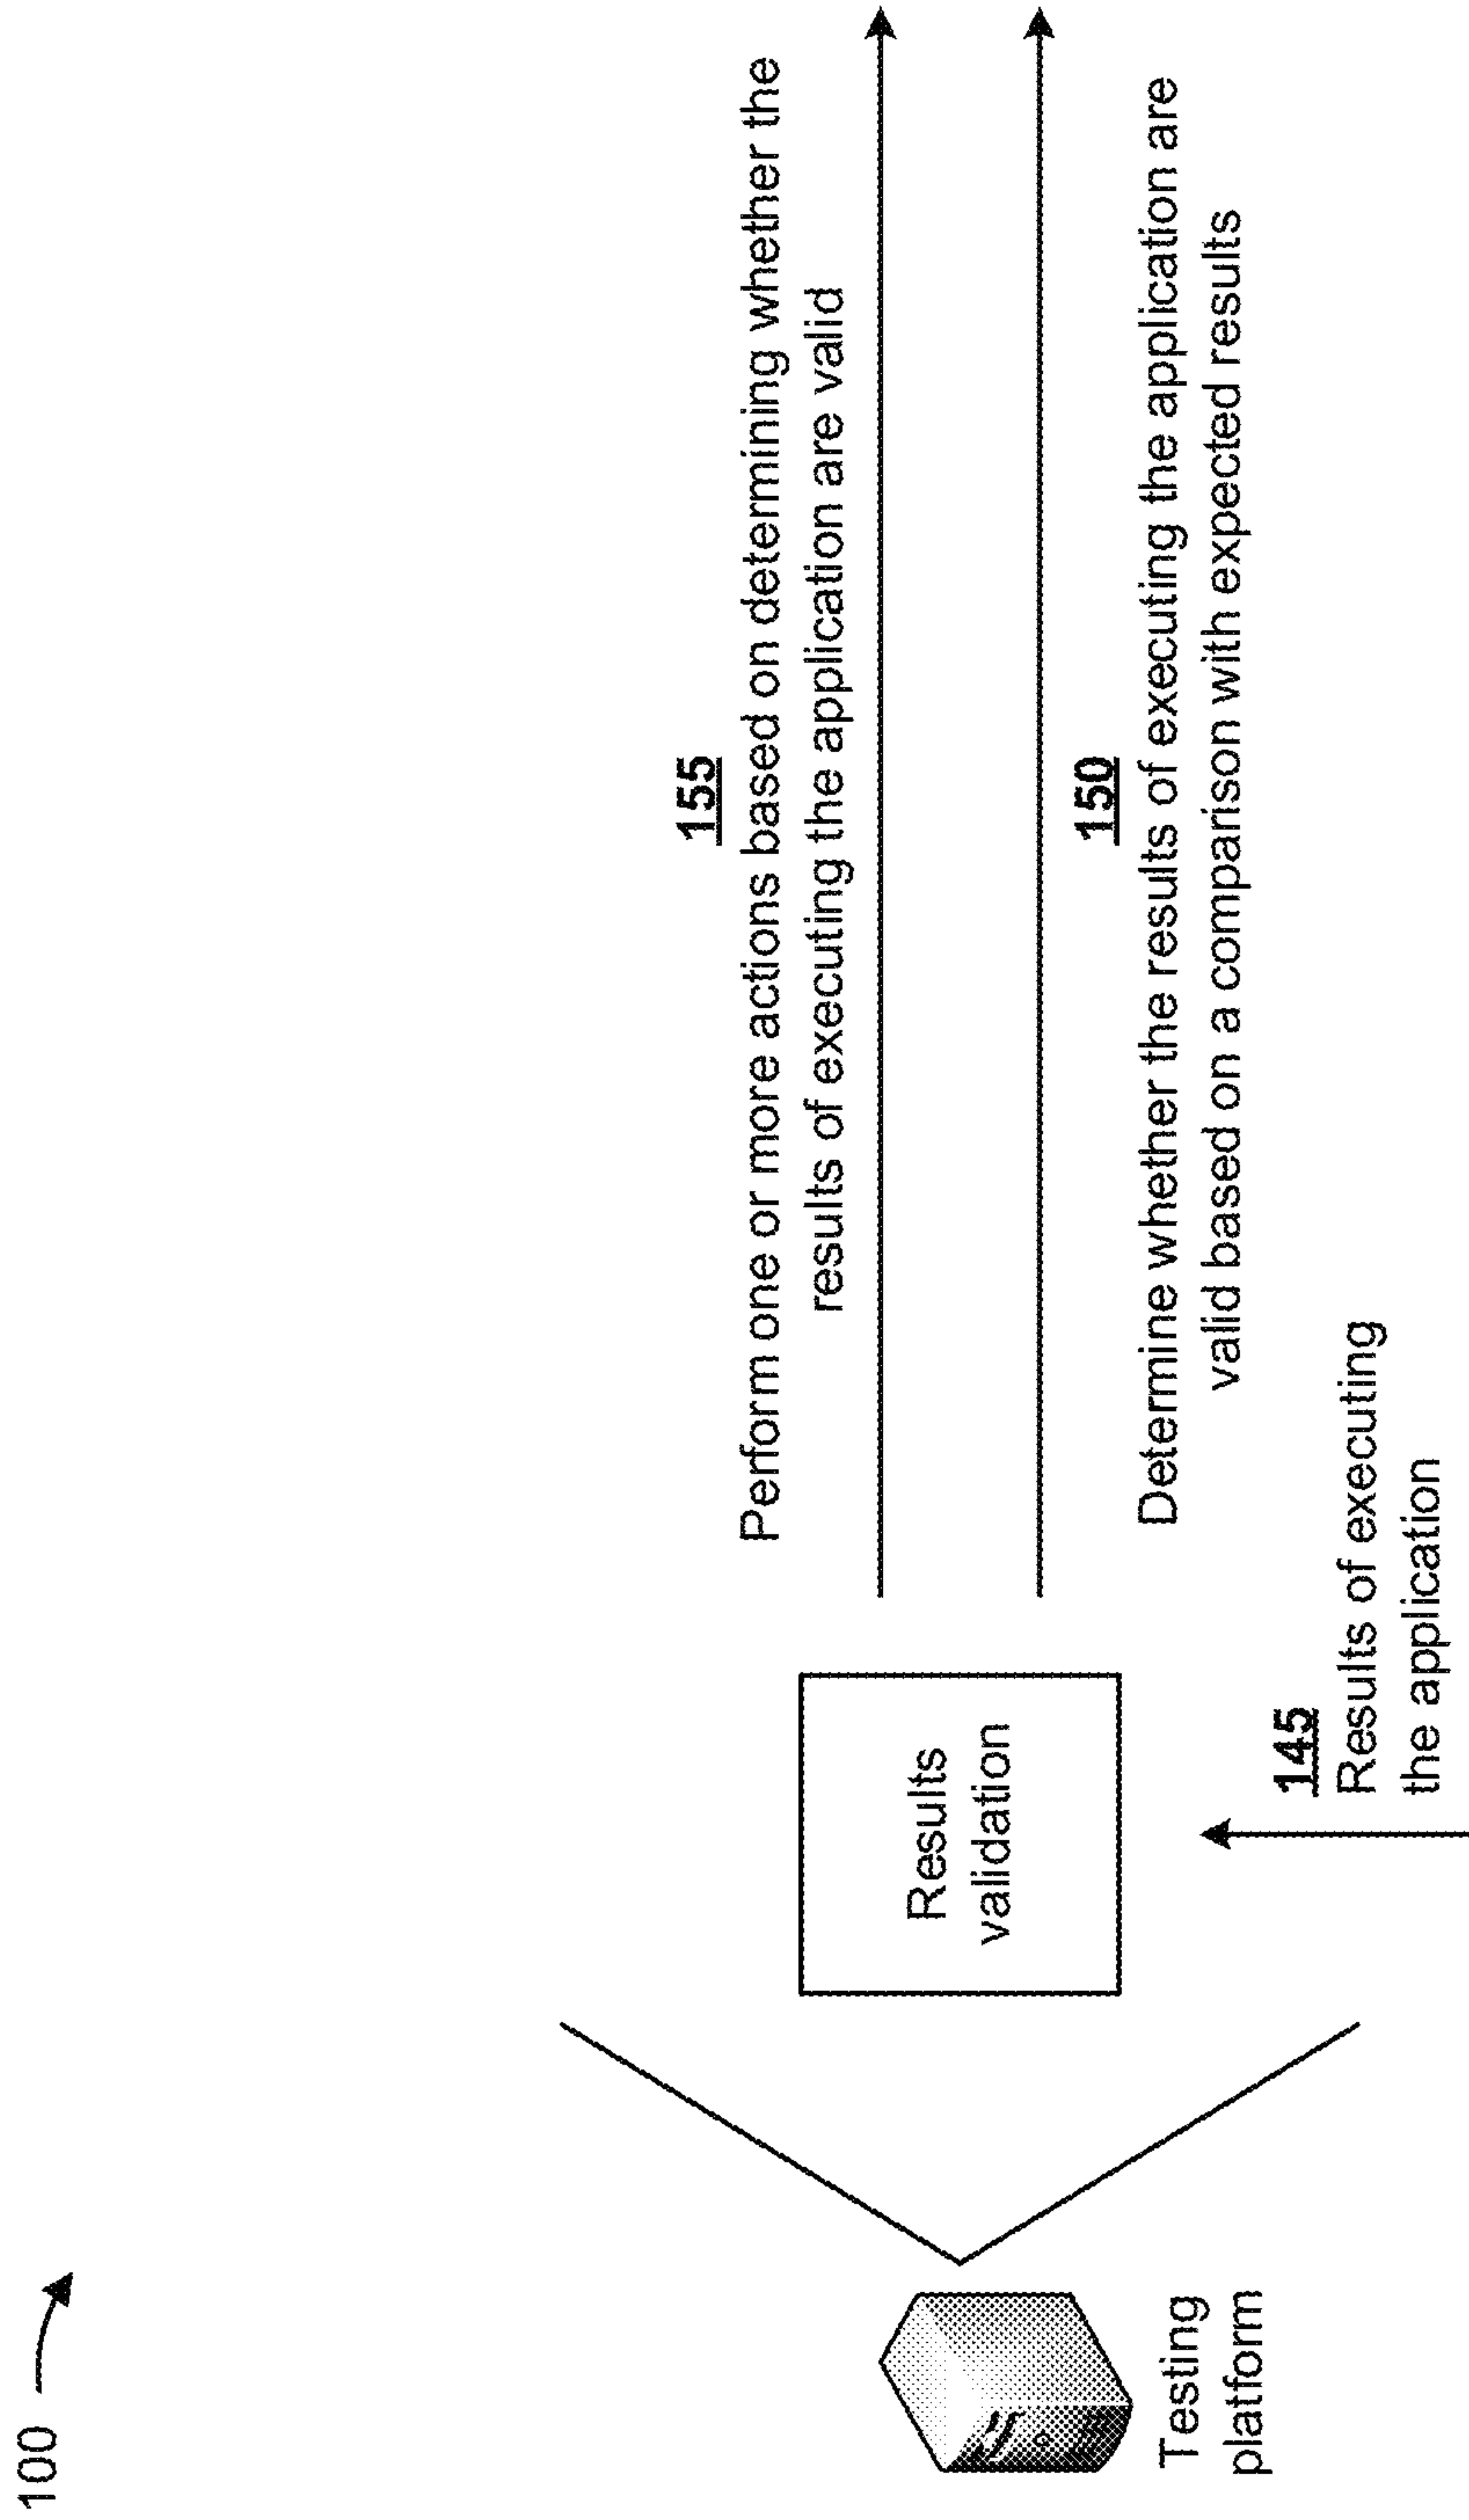 100
155
Perform one or more actions based on determining whether the
results of executing the application are valid
Results
validation
150
Determine whether the results of executing the application are
valid based on a comparison with expected results
Testing
platform
145
Results of executing
the application